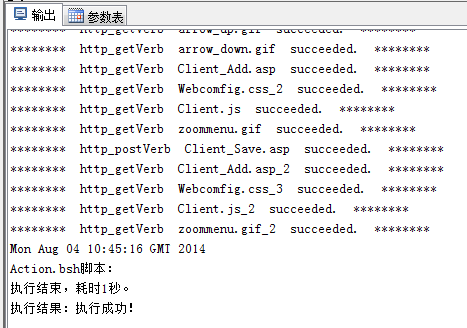 输出 参数表
******** http_getVerb arrow_up.gif succeeded. ********
******** http_getVerb arrow_down.gif succeeded. ********
******** http_getVerb Client_Add.asp succeeded. ********
******** http_getVerb Webcomfig.css_2 succeeded. ********
******** http_getVerb Client.js succeeded. ********
******** http_getVerb zoommenu.gif succeeded. ********
******** http_postVerb Client_Save.asp succeeded. ********
******** http_getVerb Client_Add.asp_2 succeeded. ********
******** http_getVerb Webcomfig.css_3 succeeded. ********
******** http_getVerb Client.js_2 succeeded. ********
******** http_getVerb zoommenu.gif_2 succeeded. ********
Mon Aug 04 10:45:16 GMT 2014
Action.bsh脚本：
执行结束，耗时1秒。
执行结果：执行成功！